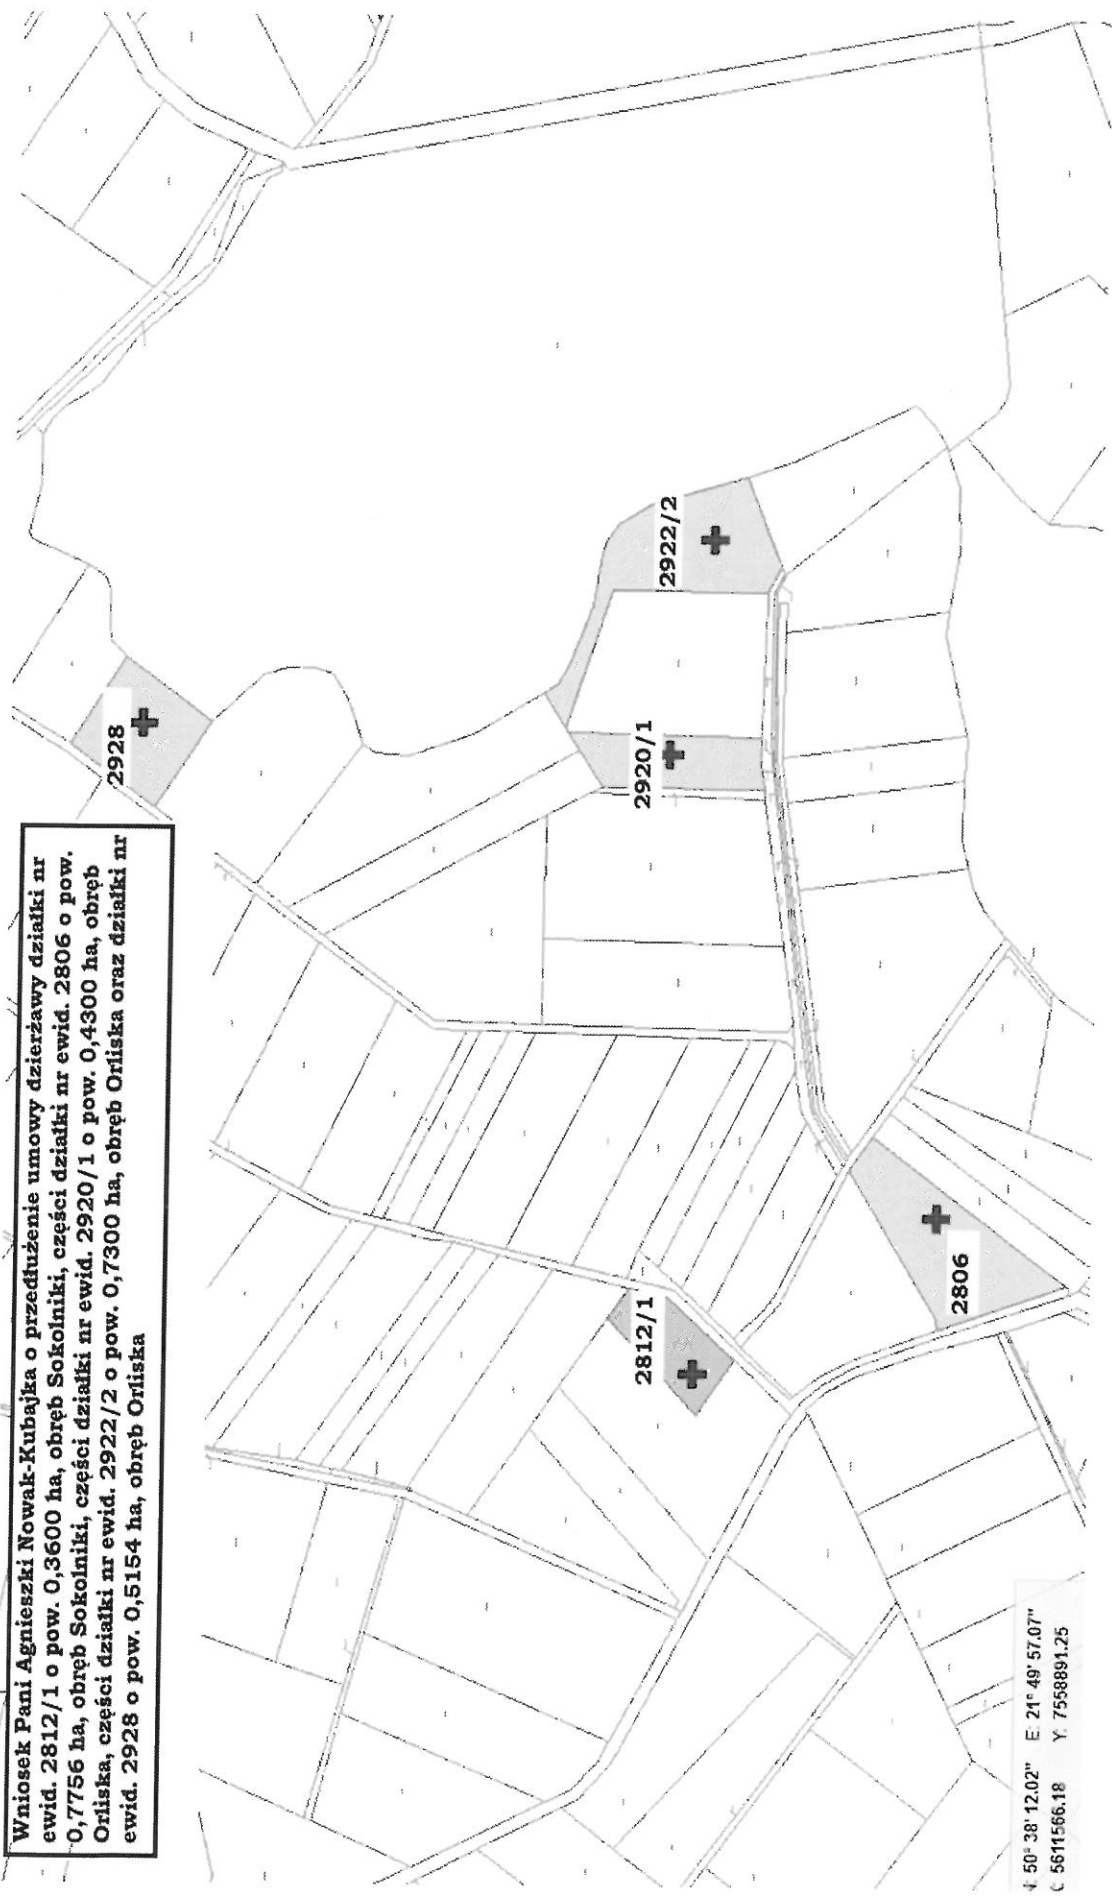 Wniosek Pani Agnieszki Nowak-Kubajka o przedłużenie umowy dzierżawy działki nr
ewid. 2812/1 o pow. 0,3600 ha, obręb Sokolniki, części działki nr ewid. 2806 o pow.
0,7756 ha, obręb Sokolniki, części działki nr ewid. 2920/1 o pow. 0,4300 ha, obręb
Orliska, części działki nr ewid. 2922/2 o pow. 0,7300 ha, obręb Orliska oraz działki nr
ewid. 2928 o pow. 0,5154 ha, obręb Orliska
2928
2922/2
2920/1
2812/1
2806
N: 50° 38' 12.02" E: 21° 49' 57.07"
5611566.18 Y: 7558891.25